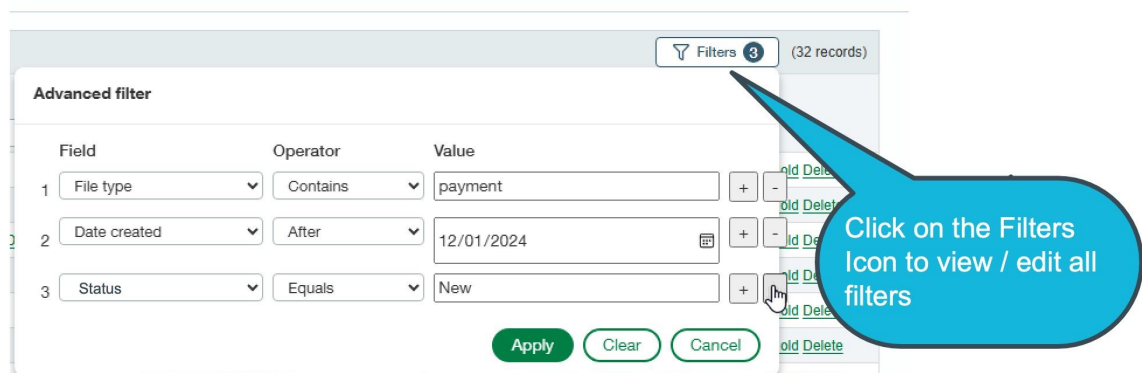 Filters 3 (32 records)
Advanced filter
Field Operator Value
1 File type Contains payment + -
2 Date created After 12/01/2024 + -
3 Status Equals New +
Apply Clear Cancel
old Delete
Click on the Filters
Icon to view / edit all
filters